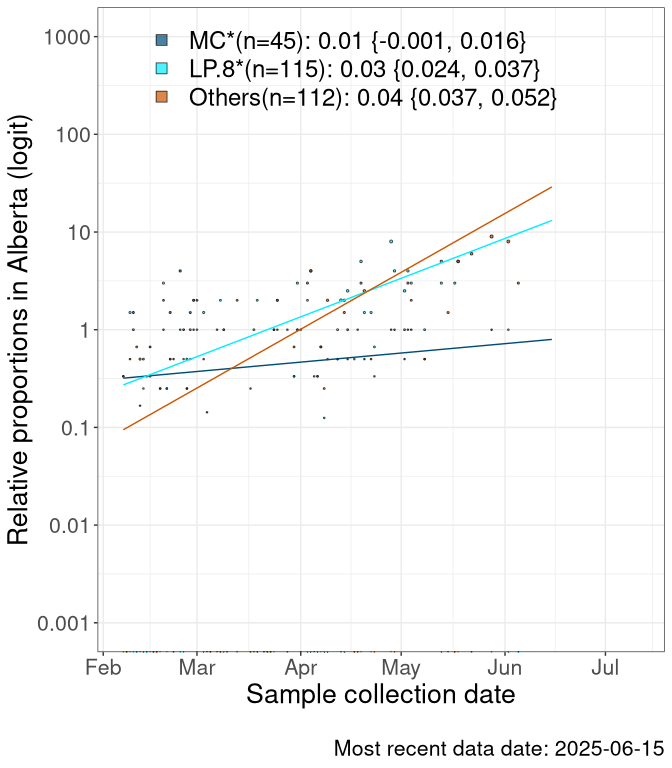 MC*(n=45): 0.01 {-0.001, 0.016}
LP.8*(n=115): 0.03 {0.024, 0.037}
Others(n=112): 0.04 {0.037, 0.052}
Relative proportions in Alberta (logit)
1000
100
10
1
0.1
0.01
0.001
Feb Mar Apr May Jun Jul
Sample collection date
Most recent data date: 2025-06-15